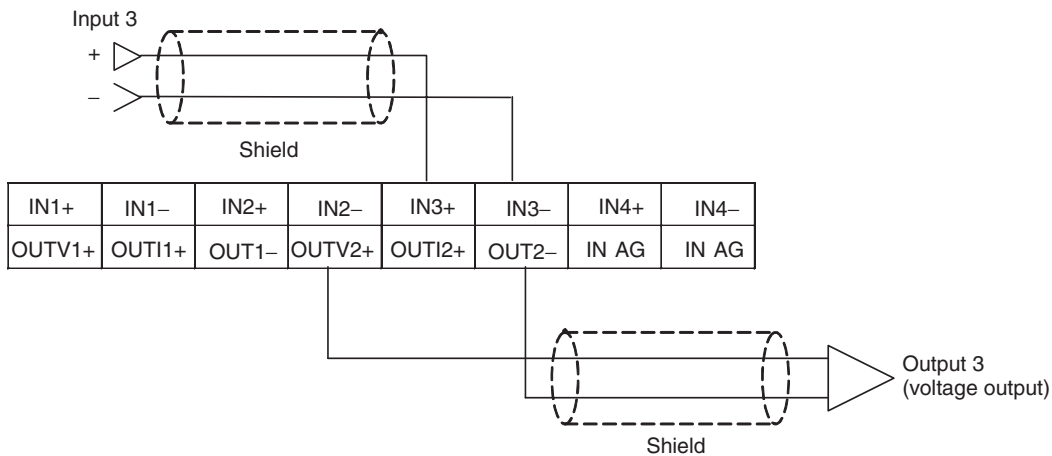 Input 3
+
–
Shield
IN1+ IN1– IN2+ IN2– IN3+ IN3– IN4+ IN4–
OUTV1+ OUTI1+ OUT1– OUTV2+ OUTI2+ OUT2– IN AG IN AG
Output 3
(voltage output)
Shield